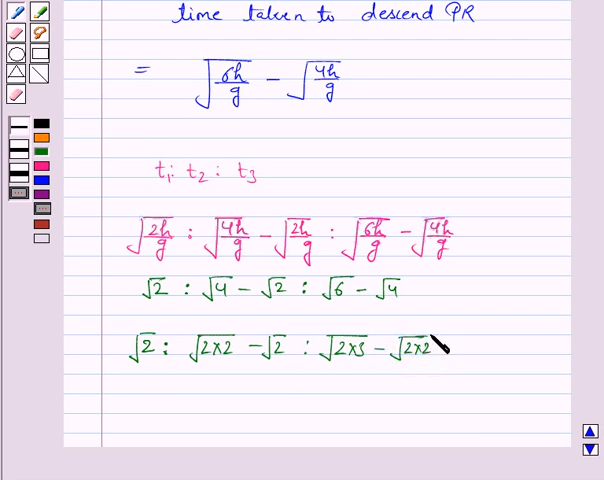 time taken to descend PR
= √(6h/g) − √(4h/g)
t₁ : t₂ : t₃
√(2h/g) : √(4h/g) − √(2h/g) : √(6h/g) − √(4h/g)
√2 : √4 − √2 : √6 − √4
√2 : √(2×2) − √2 : √(2×3) − √(2×2)